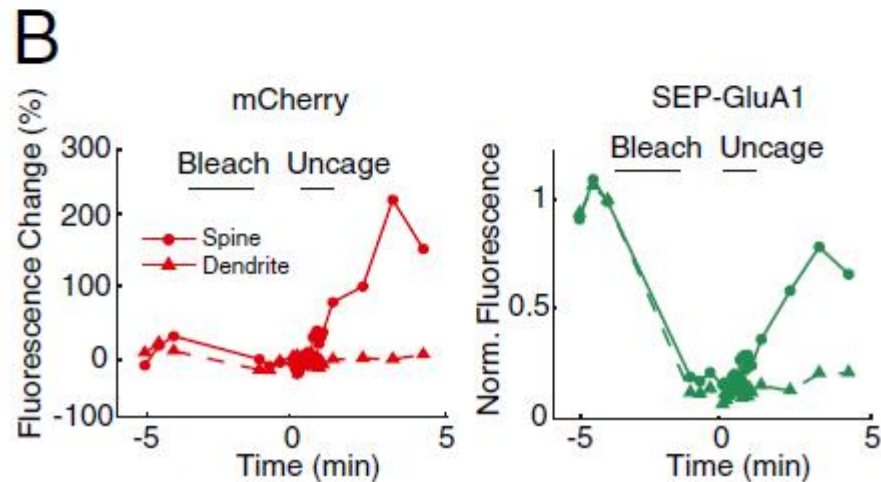 B
mCherry
Fluorescence Change (%)
300
200
100
0
-100
Bleach
Uncage
Spine
Dendrite
-5
0
5
Time (min)
SEP-GluA1
Norm. Fluorescence
1
0.5
0
Bleach
Uncage
-5
0
5
Time (min)